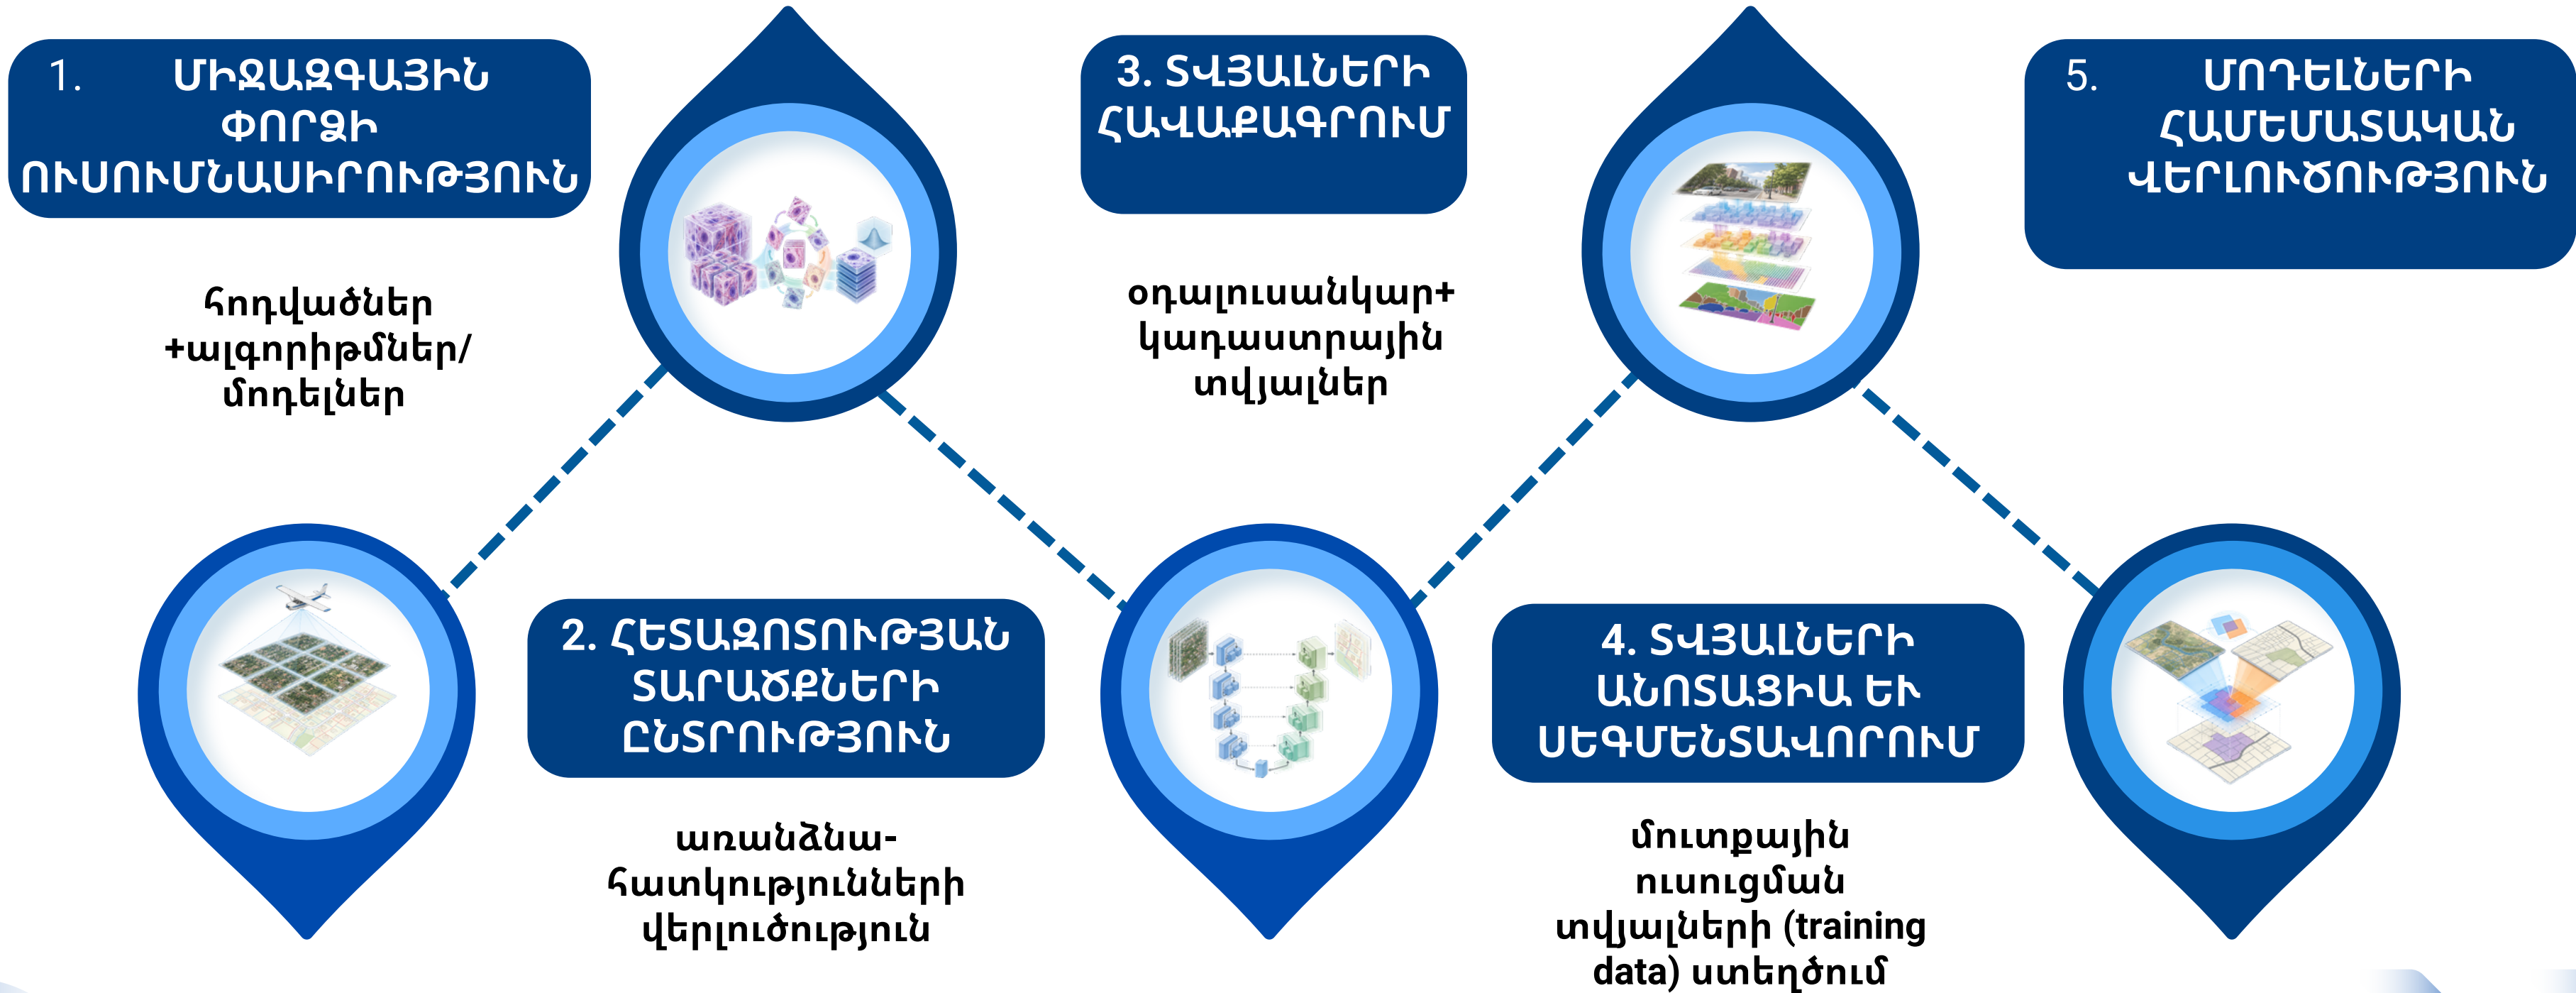 1. ՄԻՋԱԶԳԱՅԻՆ
ՓՈՐՁԻ
ՈՒՍՈՒՄՆԱՍԻՐՈՒԹՅՈՒՆ
հոդվածներ
+ալգորիթմներ/
մոդելներ
2. ՀԵՏԱԶՈՏՈՒԹՅԱՆ
ՏԱՐԱԾՔՆԵՐԻ
ԸՆՏՐՈՒԹՅՈՒՆ
առանձնա-
հատկությունների
վերլուծություն
3. ՏՎՅԱԼՆԵՐԻ
ՀԱՎԱՔԱԳՐՈՒՄ
օդալուսանկար+
կադաստրային
տվյալներ
4. ՏՎՅԱԼՆԵՐԻ
ԱՆՈՏԱՑԻԱ ԵՒ
ՍԵԳՄԵՆՏԱՎՈՐՈՒՄ
մուտքային
ուսուցման
տվյալների (training
data) ստեղծում
5. ՄՈԴԵԼՆԵՐԻ
ՀԱՄԵՄԱՏԱԿԱՆ
ՎԵՐԼՈՒԾՈՒԹՅՈՒՆ